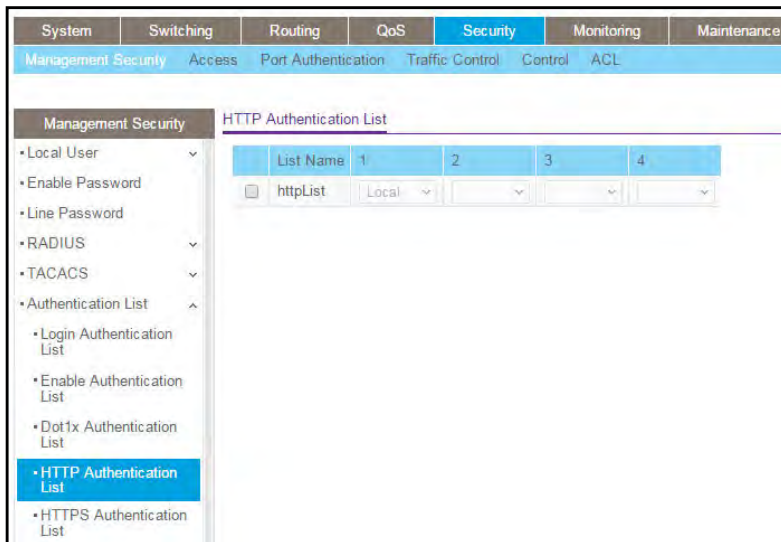 System Switching Routing QoS Security Monitoring Maintenance
Management Security Access Port Authentication Traffic Control Control ACL
Management Security
• Local User
• Enable Password
• Line Password
• RADIUS
• TACACS
• Authentication List
• Login Authentication
List
• Enable Authentication
List
• Dot1x Authentication
List
• HTTP Authentication
List
• HTTPS Authentication
List
HTTP Authentication List
List Name 1 2 3 4
httpList Local